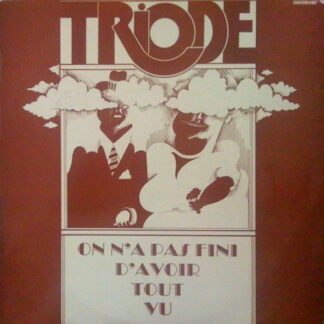 TRIODE
ON N'A PAS FINI
D'AVOIR
TOUT
VU